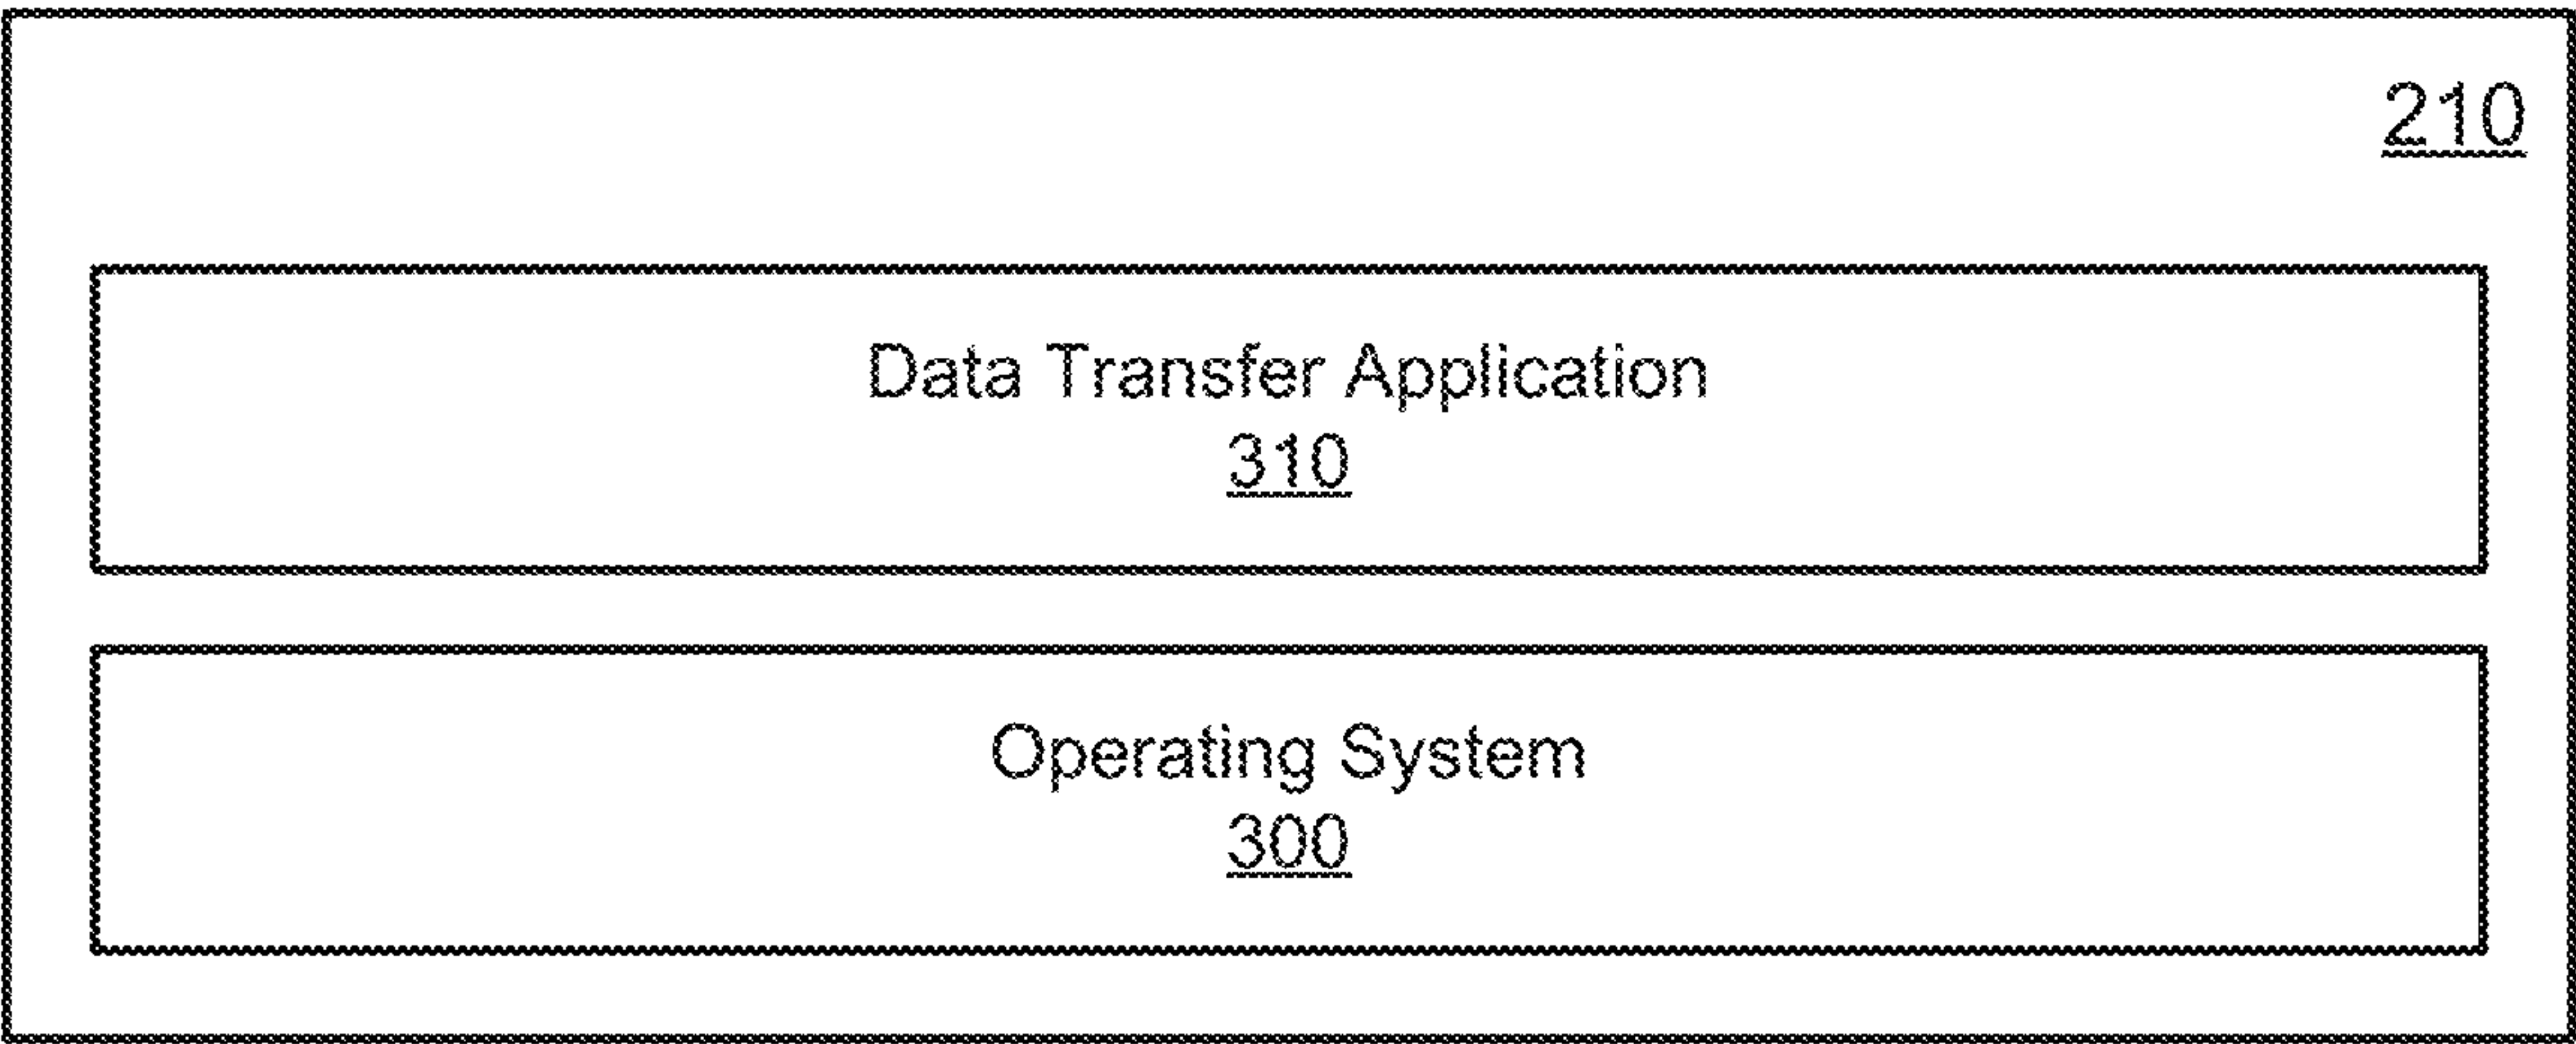 210
Data Transfer Application
310
Operating System
300